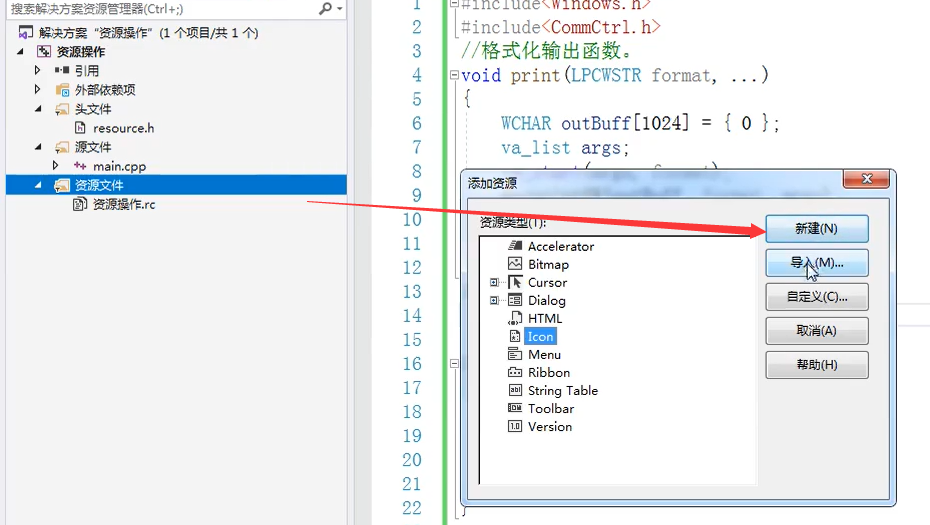 搜索解决方案资源管理器(Ctrl+;)
解决方案“资源操作”(1 个项目/共 1 个)
资源操作
引用
外部依赖项
头文件
resource.h
源文件
main.cpp
资源文件
资源操作.rc
1 #include<Windows.h>
2 #include<CommCtrl.h>
3 //格式化输出函数。
4 void print(LPCWSTR format, ...)
5 {
6 WCHAR outBuff[1024] = { 0 };
7 va_list args;
8
9
10
11
12
13
14
15
16
17
18
19
20
21
22 }
添加资源
资源类型(T):
Accelerator
Bitmap
Cursor
Dialog
HTML
Icon
Menu
Ribbon
String Table
Toolbar
Version
新建(N)
导入(M)...
自定义(C)...
取消(A)
帮助(H)